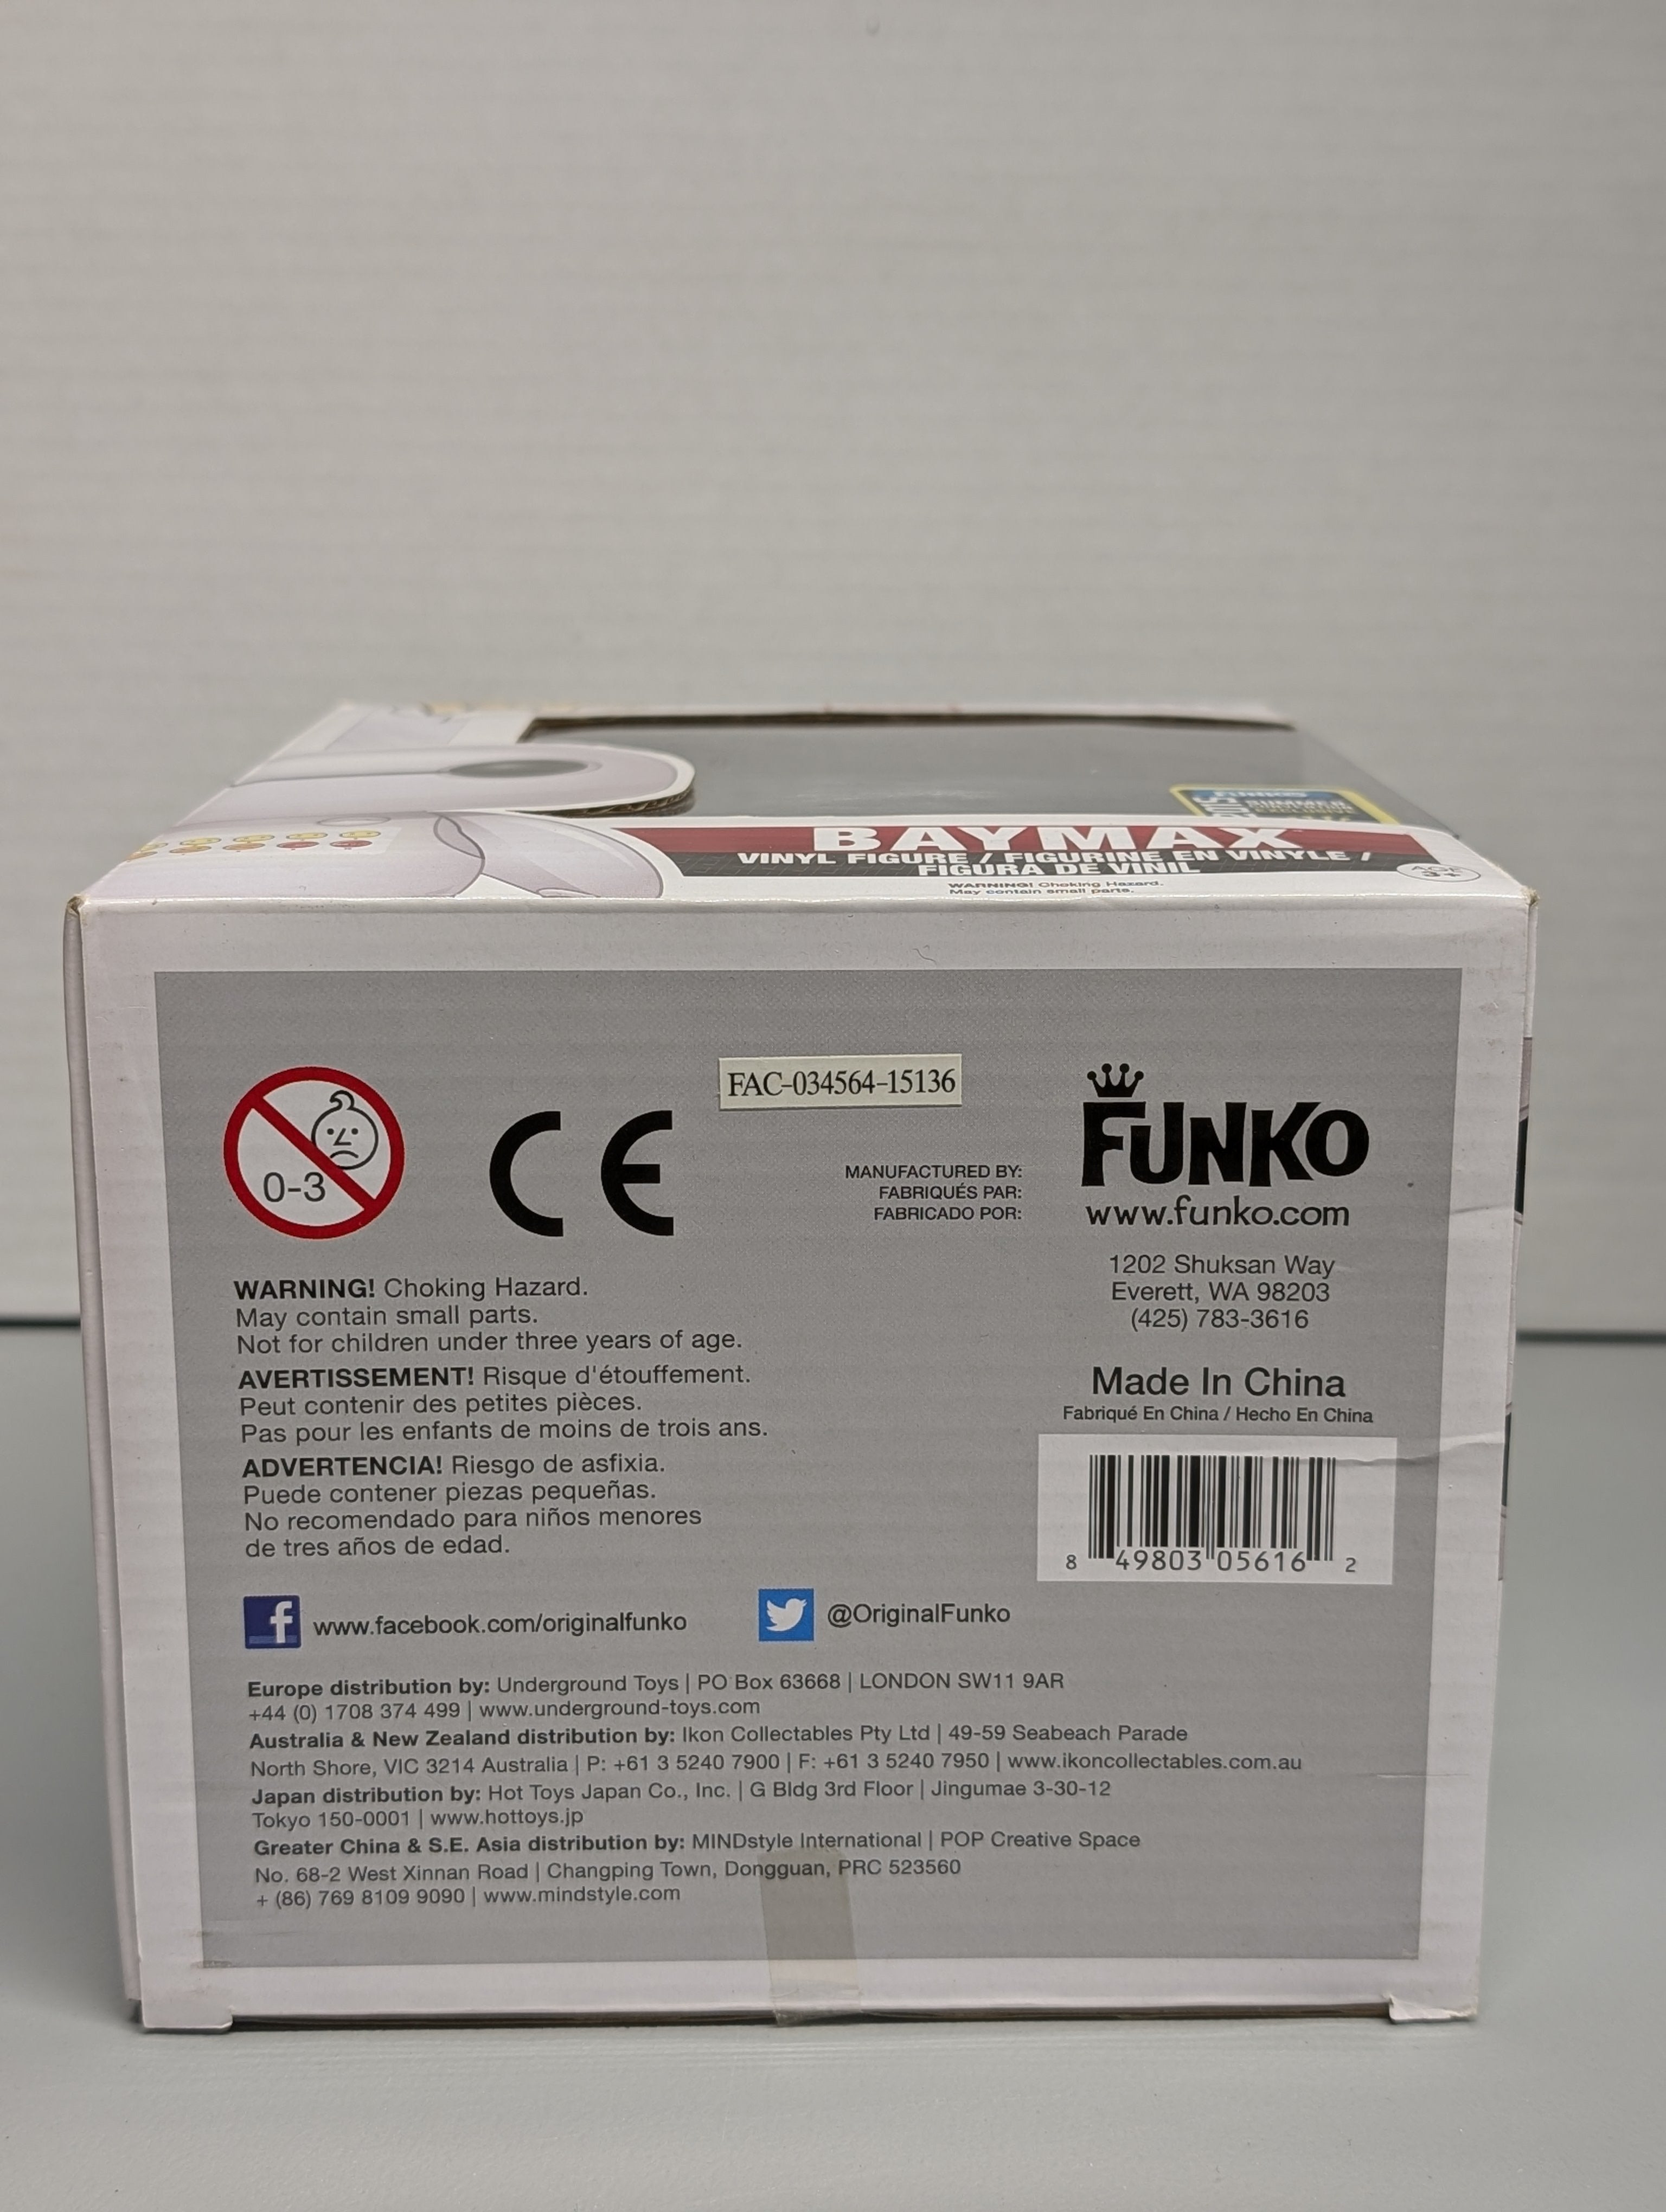 BAYMAX
VINYL FIGURE / FIGURINE EN VINYLE /
FIGURA DE VINIL
WARNING! Choking Hazard.
May contain small parts.
FAC-034564-15136
0-3
CE
MANUFACTURED BY:
FABRIQUÉS PAR:
FABRICADO POR:
FUNKO
www.funko.com
1202 Shuksan Way
Everett, WA 98203
(425) 783-3616
Made In China
Fabriqué En China / Hecho En China
8 49803 05616 2
WARNING! Choking Hazard.
May contain small parts.
Not for children under three years of age.
AVERTISSEMENT! Risque d'étouffement.
Peut contenir des petites pièces.
Pas pour les enfants de moins de trois ans.
ADVERTENCIA! Riesgo de asfixia.
Puede contener piezas pequeñas.
No recomendado para niños menores
de tres años de edad.
www.facebook.com/originalfunko
@OriginalFunko
Europe distribution by: Underground Toys | PO Box 63668 | LONDON SW11 9AR
+44 (0) 1708 374 499 | www.underground-toys.com
Australia & New Zealand distribution by: Ikon Collectables Pty Ltd | 49-59 Seabeach Parade
North Shore, VIC 3214 Australia | P: +61 3 5240 7900 | F: +61 3 5240 7950 | www.ikoncollectables.com.au
Japan distribution by: Hot Toys Japan Co., Inc. | G Bldg 3rd Floor | Jingumae 3-30-12
Tokyo 150-0001 | www.hottoys.jp
Greater China & S.E. Asia distribution by: MINDstyle International | POP Creative Space
No. 68-2 West Xinnan Road | Changping Town, Dongguan, PRC 523560
+ (86) 769 8109 9090 | www.mindstyle.com